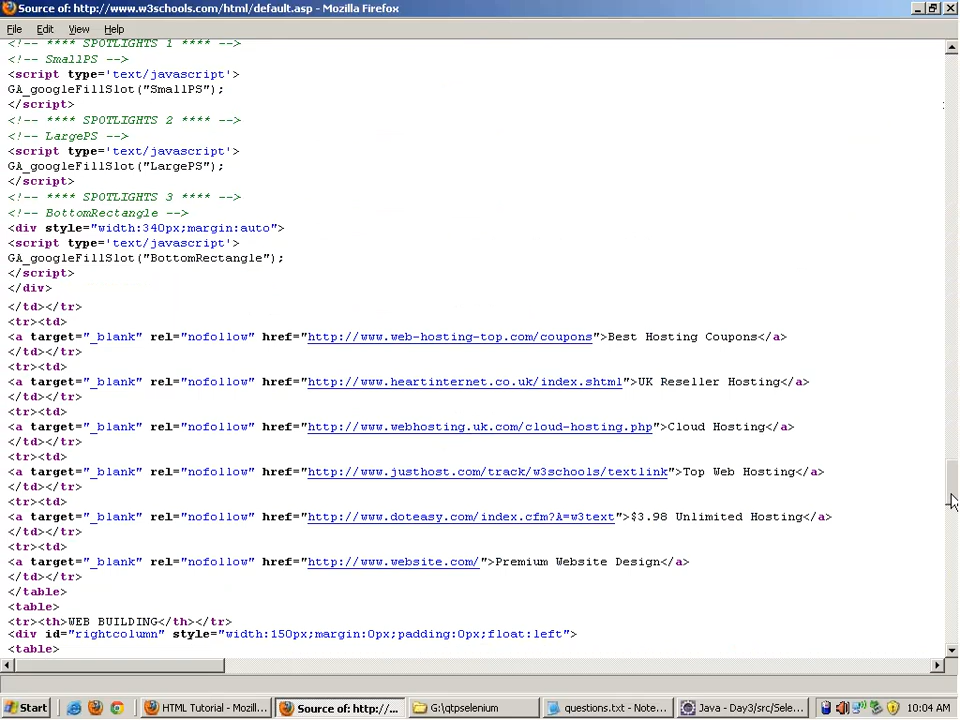 Source of: http://www.w3schools.com/html/default.asp - Mozilla Firefox
File Edit View Help
<!-- **** SPOTLIGHTS 1 **** -->
<!-- SmallPS -->
<script type='text/javascript'>
GA_googleFillSlot("SmallPS");
</script>
<!-- **** SPOTLIGHTS 2 **** -->
<!-- LargePS -->
<script type='text/javascript'>
GA_googleFillSlot("LargePS");
</script>
<!-- **** SPOTLIGHTS 3 **** -->
<!-- BottomRectangle -->
<div style="width:340px;margin:auto">
<script type='text/javascript'>
GA_googleFillSlot("BottomRectangle");
</script>
</div>
</td></tr>
<tr><td>
<a target="_blank" rel="nofollow" href="http://www.web-hosting-top.com/coupons">Best Hosting Coupons</a>
</td></tr>
<tr><td>
<a target="_blank" rel="nofollow" href="http://www.heartinternet.co.uk/index.shtml">UK Reseller Hosting</a>
</td></tr>
<tr><td>
<a target="_blank" rel="nofollow" href="http://www.webhosting.uk.com/cloud-hosting.php">Cloud Hosting</a>
</td></tr>
<tr><td>
<a target="_blank" rel="nofollow" href="http://www.justhost.com/track/w3schools/textlink">Top Web Hosting</a>
</td></tr>
<tr><td>
<a target="_blank" rel="nofollow" href="http://www.doteasy.com/index.cfm?A=w3text">$3.98 Unlimited Hosting</a>
</td></tr>
<tr><td>
<a target="_blank" rel="nofollow" href="http://www.website.com/">Premium Website Design</a>
</td></tr>
</table>
<table>
<tr><th>WEB BUILDING</th></tr>
<div id="rightcolumn" style="width:150px;margin:0px;padding:0px;float:left">
<table>
Start HTML Tutorial - Mozill... Source of: http://... G:\qtpselenium questions.txt - Note... Java - Day3/src/Sele... 10:04 AM